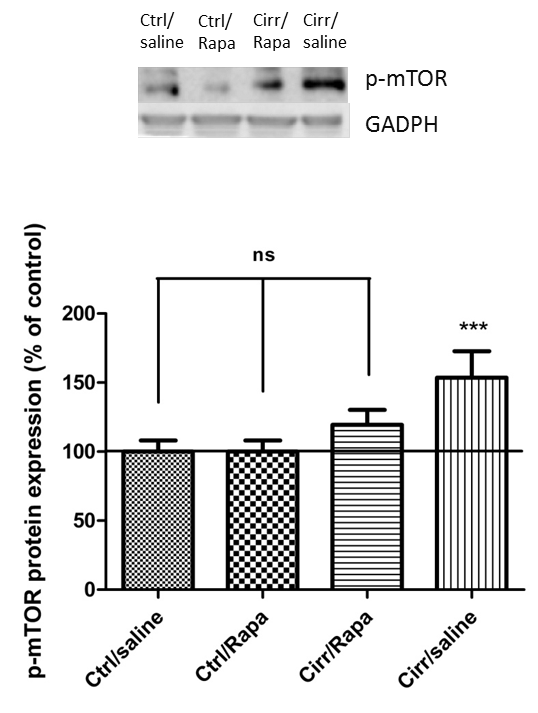 Ctrl/ saline
Ctrl/ Rapa
Cirr/ Rapa
Cirr/ saline
p-mTOR
GADPH
p-mTOR protein expression (% of control)
ns
***
200
150
100
50
0
Ctrl/saline
Ctrl/Rapa
Cirr/Rapa
Cirr/saline